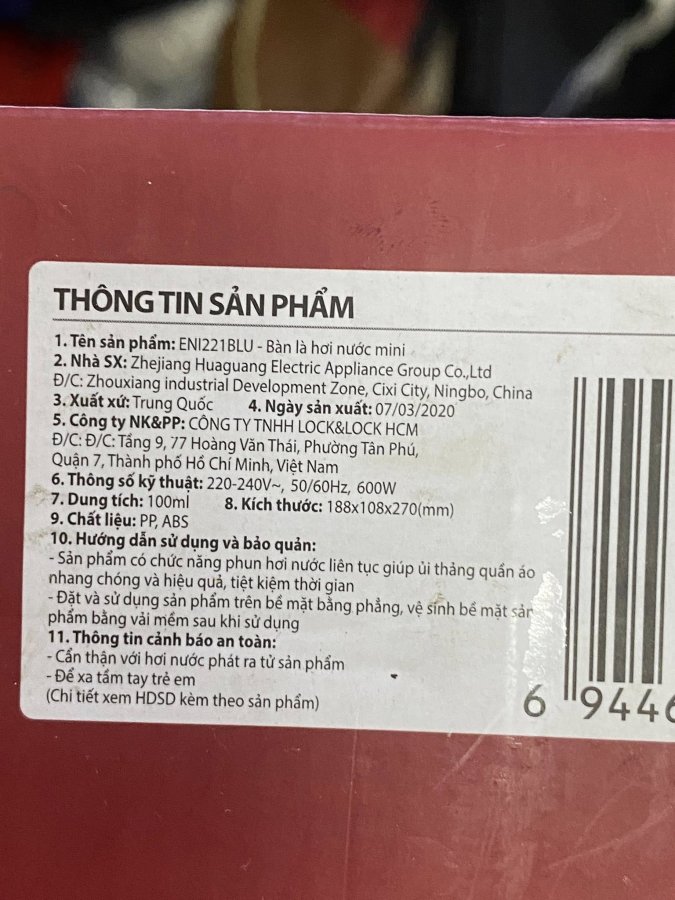 THÔNG TIN SẢN PHẨM
1. Tên sản phẩm: ENI221BLU - Bàn là hơi nước mini
2. Nhà SX: Zhejiang Huaguang Electric Appliance Group Co.,Ltd
Đ/C: Zhouxiang industrial Development Zone, Cixi City, Ningbo, China
3. Xuất xứ: Trung Quốc 4. Ngày sản xuất: 07/03/2020
5. Công ty NK&PP: CÔNG TY TNHH LOCK&LOCK HCM
Đ/C: Đ/C: Tầng 9, 77 Hoàng Văn Thái, Phường Tân Phú,
Quận 7, Thành phố Hồ Chí Minh, Việt Nam
6. Thông số kỹ thuật: 220-240V~, 50/60Hz, 600W
7. Dung tích: 100ml 8. Kích thước: 188x108x270(mm)
9. Chất liệu: PP, ABS
10. Hướng dẫn sử dụng và bảo quản:
- Sản phẩm có chức năng phun hơi nước liên tục giúp ủi thẳng quần áo
nhang chóng và hiệu quả, tiệt kiệm thời gian
- Đặt và sử dụng sản phẩm trên bề mặt bằng phẳng, vệ sinh bề mặt sản
phẩm bằng vải mềm sau khi sử dụng
11. Thông tin cảnh báo an toàn:
- Cẩn thận với hơi nước phát ra từ sản phẩm
- Để xa tầm tay trẻ em
(Chi tiết xem HDSD kèm theo sản phẩm)
6 9446